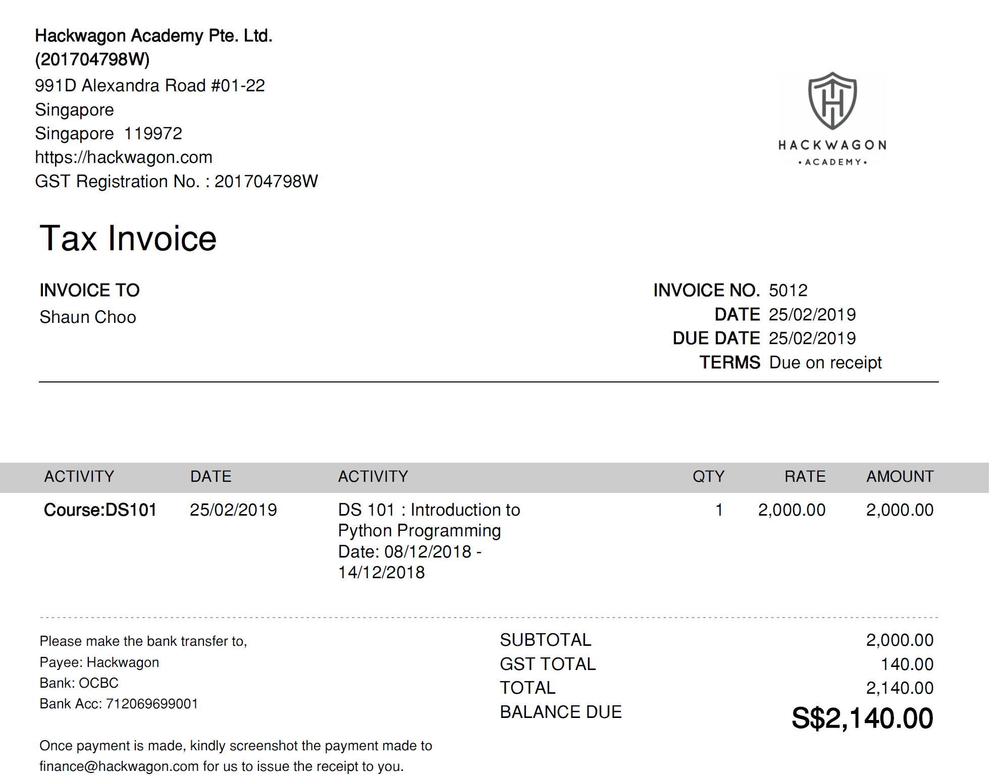 Hackwagon Academy Pte. Ltd.
(201704798W)
991D Alexandra Road #01-22
Singapore
Singapore 119972
https://hackwagon.com
GST Registration No. : 201704798W
HACKWAGON
•ACADEMY•
Tax Invoice
INVOICE TO
Shaun Choo
INVOICE NO. 5012
DATE 25/02/2019
DUE DATE 25/02/2019
TERMS Due on receipt
ACTIVITY DATE ACTIVITY QTY RATE AMOUNT
Course:DS101 25/02/2019 DS 101 : Introduction to 1 2,000.00 2,000.00
Python Programming
Date: 08/12/2018 -
14/12/2018
Please make the bank transfer to,
Payee: Hackwagon
Bank: OCBC
Bank Acc: 712069699001
Once payment is made, kindly screenshot the payment made to
finance@hackwagon.com for us to issue the receipt to you.
SUBTOTAL 2,000.00
GST TOTAL 140.00
TOTAL 2,140.00
BALANCE DUE S$2,140.00